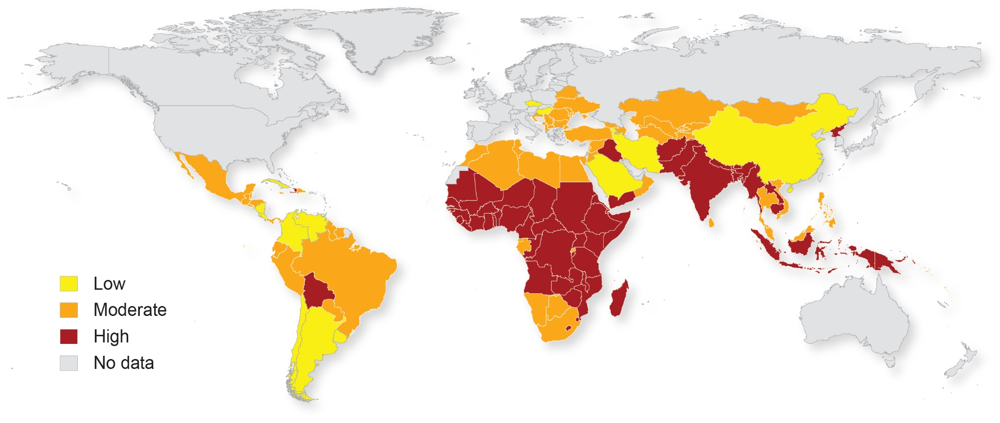 Low
Moderate
High
No data